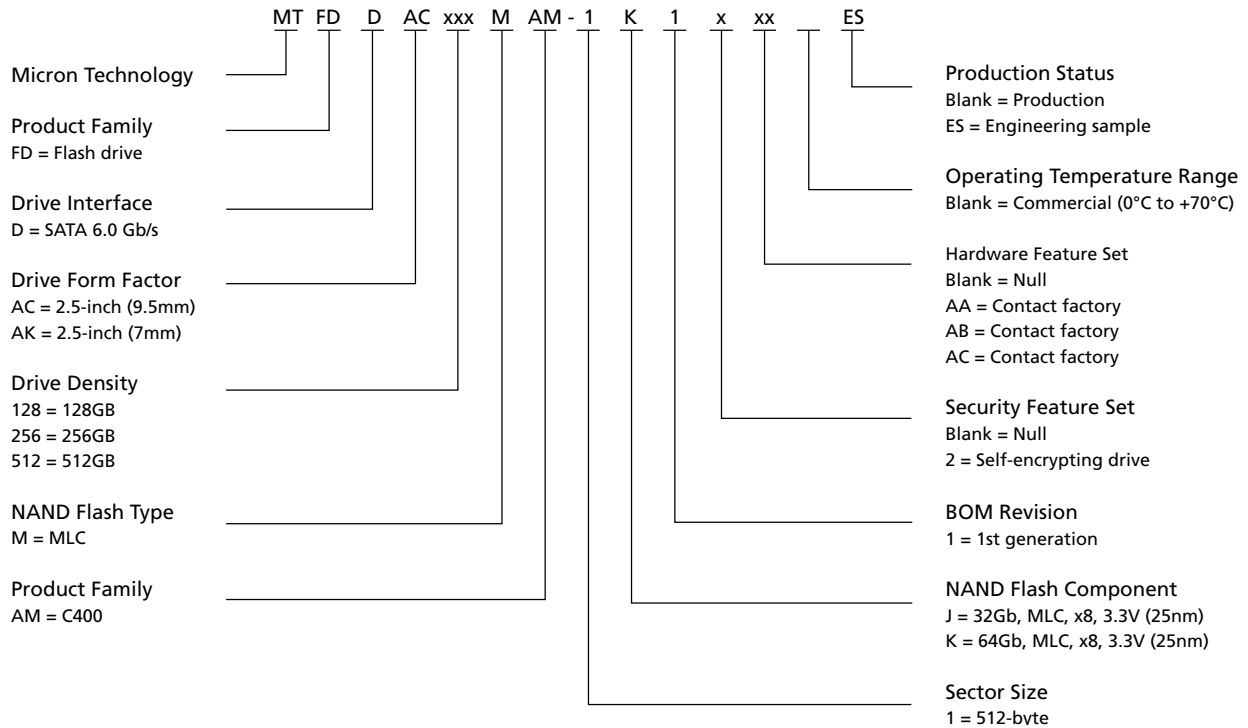 MT FD D AC xxx M AM - 1 K 1 x xx ES
Micron Technology
Product Family
FD = Flash drive
Drive Interface
D = SATA 6.0 Gb/s
Drive Form Factor
AC = 2.5-inch (9.5mm)
AK = 2.5-inch (7mm)
Drive Density
128 = 128GB
256 = 256GB
512 = 512GB
NAND Flash Type
M = MLC
Product Family
AM = C400
Production Status
Blank = Production
ES = Engineering sample
Operating Temperature Range
Blank = Commercial (0°C to +70°C)
Hardware Feature Set
Blank = Null
AA = Contact factory
AB = Contact factory
AC = Contact factory
Security Feature Set
Blank = Null
2 = Self-encrypting drive
BOM Revision
1 = 1st generation
NAND Flash Component
J = 32Gb, MLC, x8, 3.3V (25nm)
K = 64Gb, MLC, x8, 3.3V (25nm)
Sector Size
1 = 512-byte